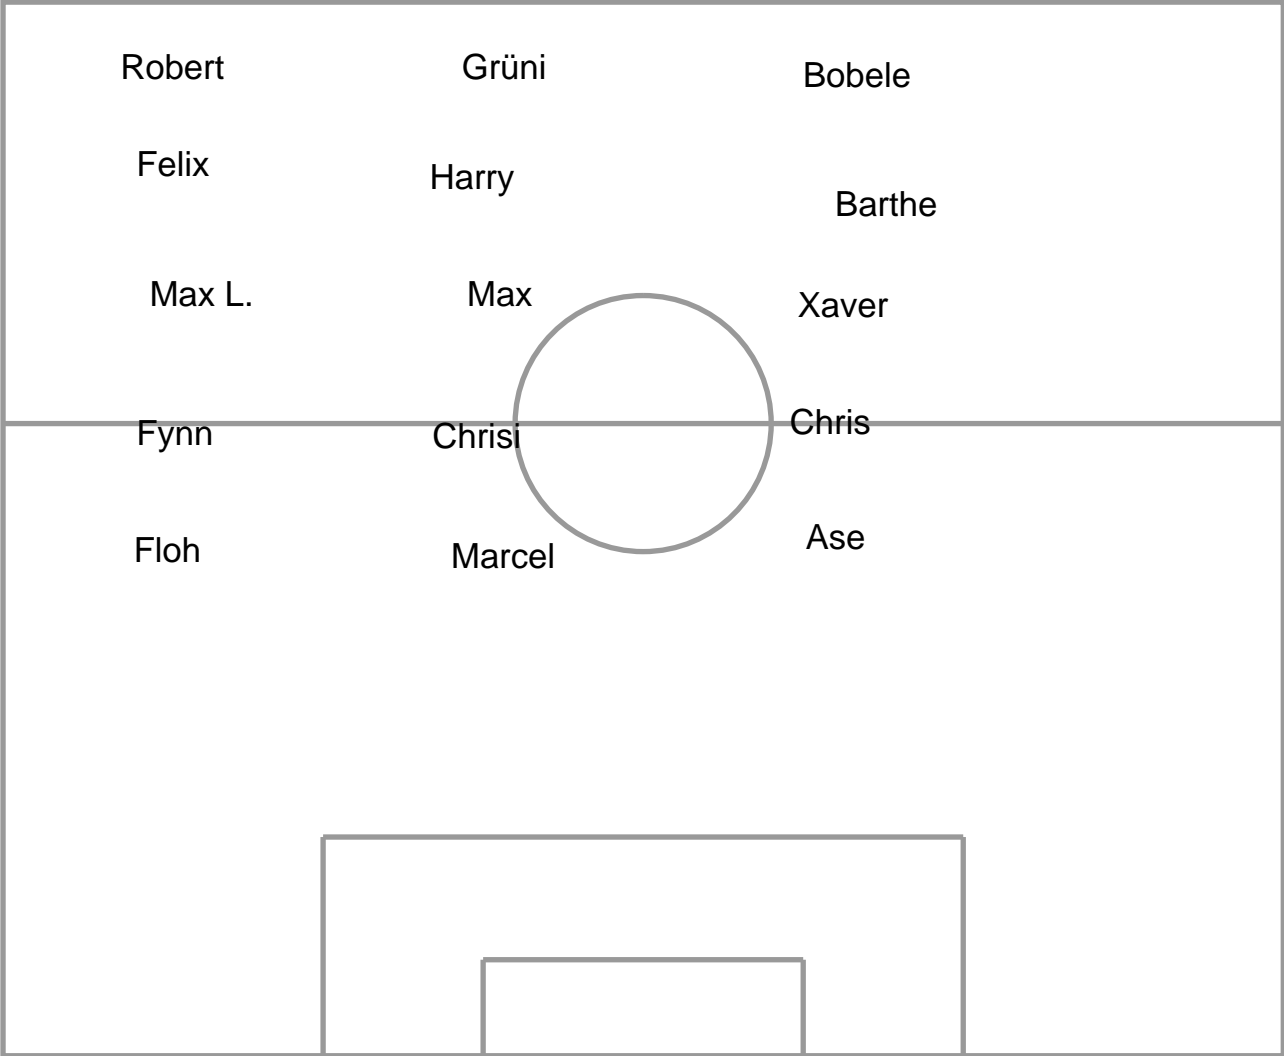 Robert Grüni Bobele
Felix Harry Barthe
Max L. Max Xaver
Fynn Chrisi Chris
Floh Marcel Ase